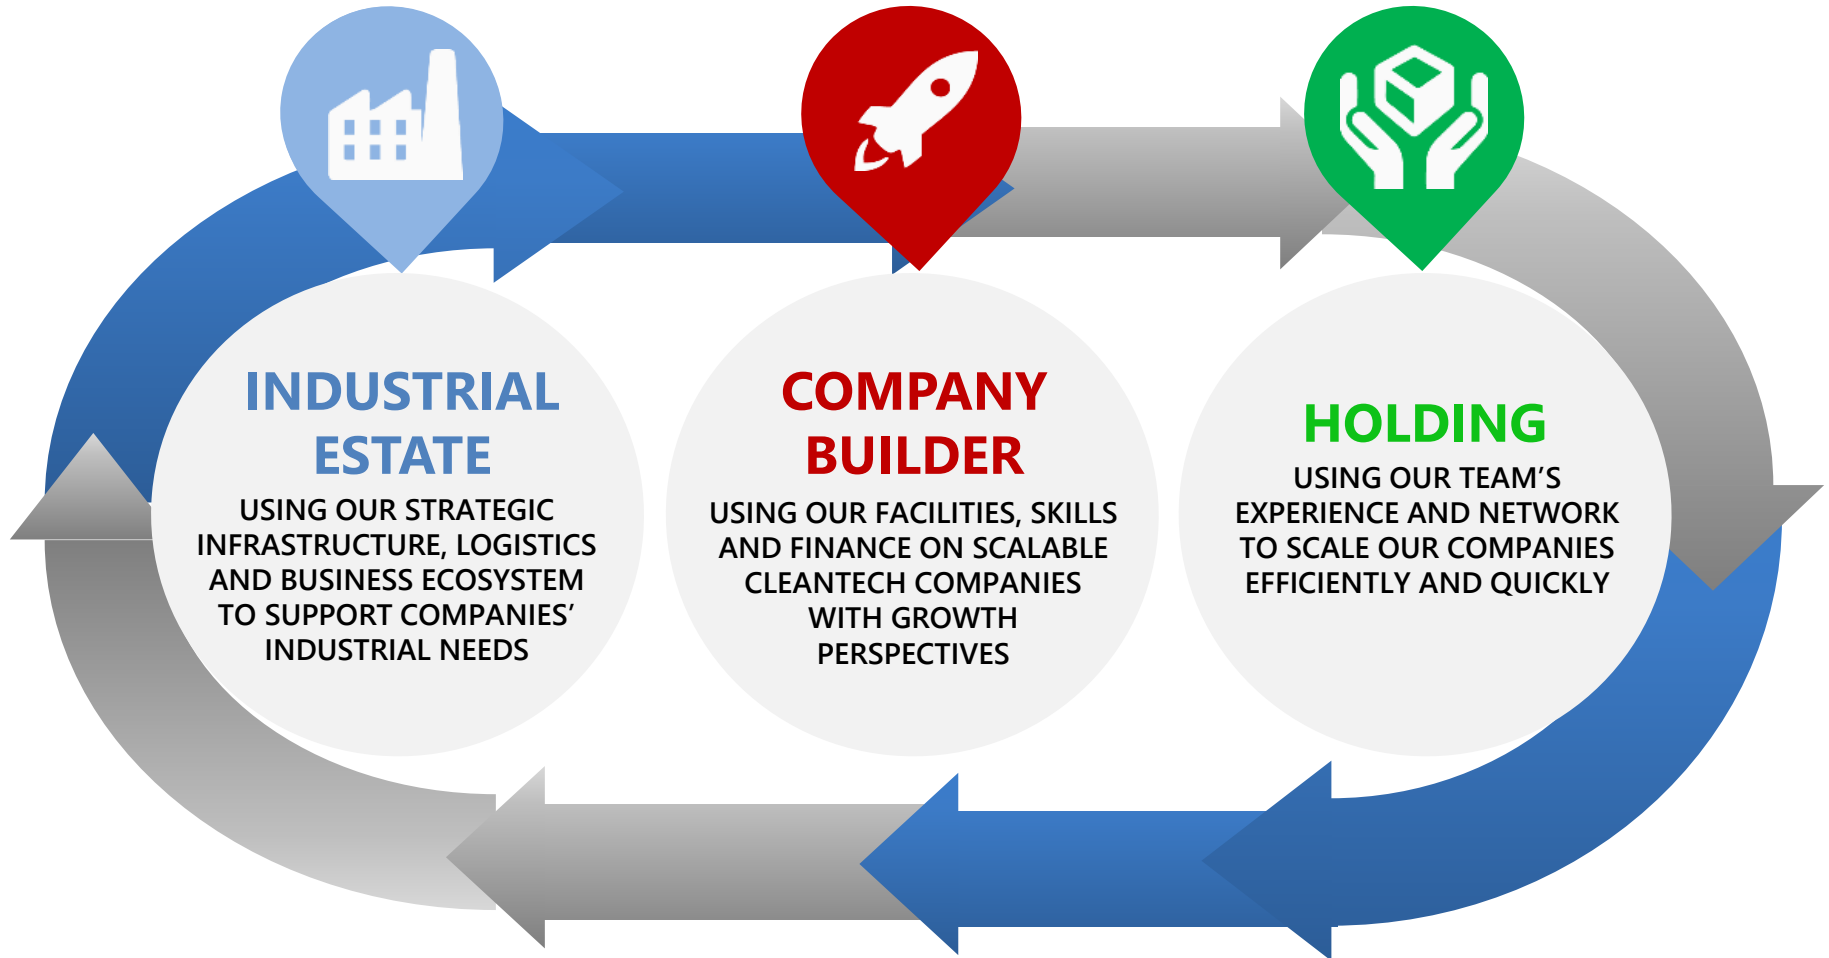 INDUSTRIAL
ESTATE
USING OUR STRATEGIC
INFRASTRUCTURE, LOGISTICS
AND BUSINESS ECOSYSTEM
TO SUPPORT COMPANIES’
INDUSTRIAL NEEDS
COMPANY
BUILDER
USING OUR FACILITIES, SKILLS
AND FINANCE ON SCALABLE
CLEANTECH COMPANIES
WITH GROWTH
PERSPECTIVES
HOLDING
USING OUR TEAM’S
EXPERIENCE AND NETWORK
TO SCALE OUR COMPANIES
EFFICIENTLY AND QUICKLY